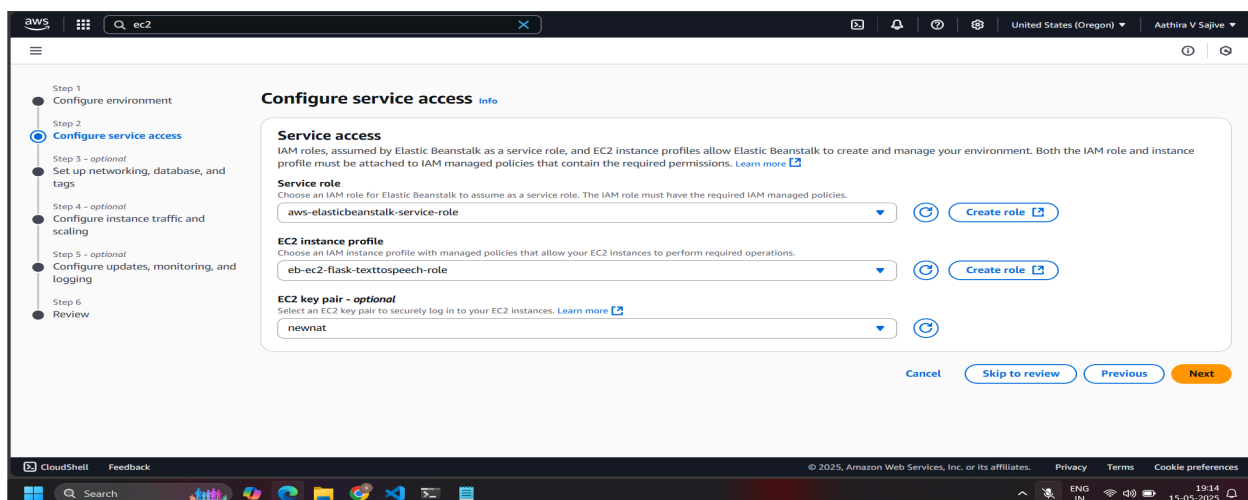 aws
ec2
United States (Oregon)
Aathira V Sajive
Step 1
Configure environment
Step 2
Configure service access
Step 3 - optional
Set up networking, database, and
tags
Step 4 - optional
Configure instance traffic and
scaling
Step 5 - optional
Configure updates, monitoring, and
logging
Step 6
Review
Configure service access Info
Service access
IAM roles, assumed by Elastic Beanstalk as a service role, and EC2 instance profiles allow Elastic Beanstalk to create and manage your environment. Both the IAM role and instance
profile must be attached to IAM managed policies that contain the required permissions. Learn more
Service role
Choose an IAM role for Elastic Beanstalk to assume as a service role. The IAM role must have the required IAM managed policies.
aws-elasticbeanstalk-service-role
Create role
EC2 instance profile
Choose an IAM instance profile with managed policies that allow your EC2 instances to perform required operations.
eb-ec2-flask-texttospeech-role
Create role
EC2 key pair - optional
Select an EC2 key pair to securely log in to your EC2 instances. Learn more
newnat
Cancel
Skip to review
Previous
Next
CloudShell
Feedback
© 2025, Amazon Web Services, Inc. or its affiliates.
Privacy
Terms
Cookie preferences
Search
ENG
IN
19:14
15-05-2025